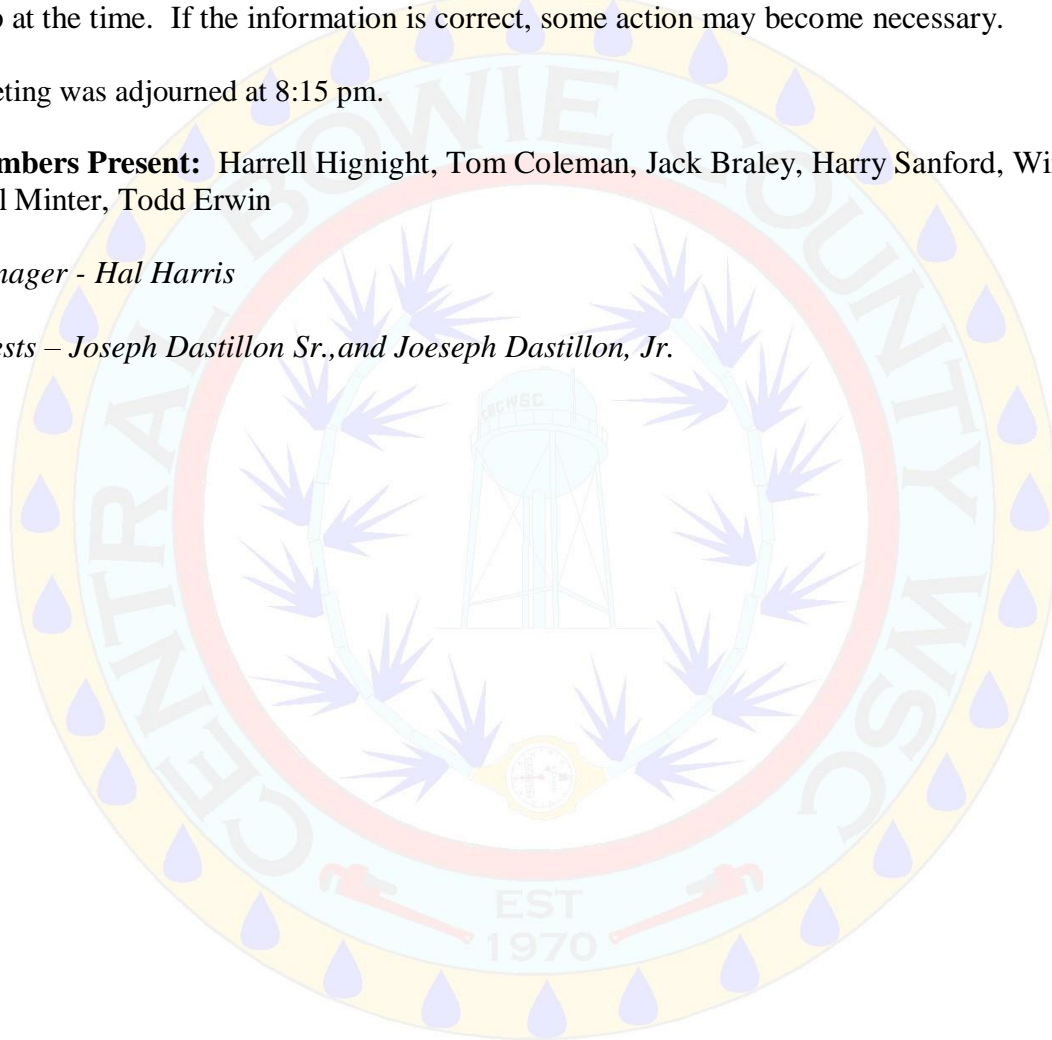 o at the time. If the information is correct, some action may become necessary.
eting was adjourned at 8:15 pm.
mbers Present: Harrell Hignight, Tom Coleman, Jack Braley, Harry Sanford, Wi
l Minter, Todd Erwin
nager - Hal Harris
ests – Joseph Dastillon Sr.,and Joeseph Dastillon, Jr.
CENTRAL BOWIE COUNTY WSC
CBCWSC
EST
1970